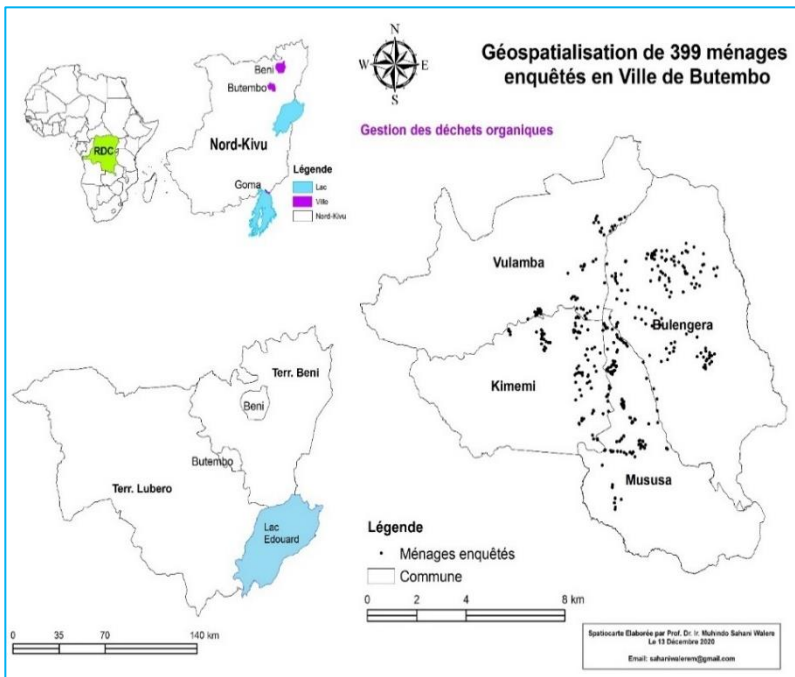 N
W E
S
Géospatialisation de 399 ménages
enquêtés en Ville de Butembo
Gestion des déchets organiques
RDC
Beni
Butembo
Nord-Kivu
Goma
Légende
Lac
Ville
Nord-Kivu
Vulamba
Bulengera
Kimemi
Mususa
Terr. Beni
Beni
Butembo
Terr. Lubero
Lac
Edouard
0 35 70 140 km
Légende
Ménages enquêtés
Commune
0 2 4 8 km
Spatiocarte Élaborée par Prof. Dr. Ir. Muhindo Sahani Walere
Le 13 Décembre 2020
Email: sahaniwalerem@gmail.com